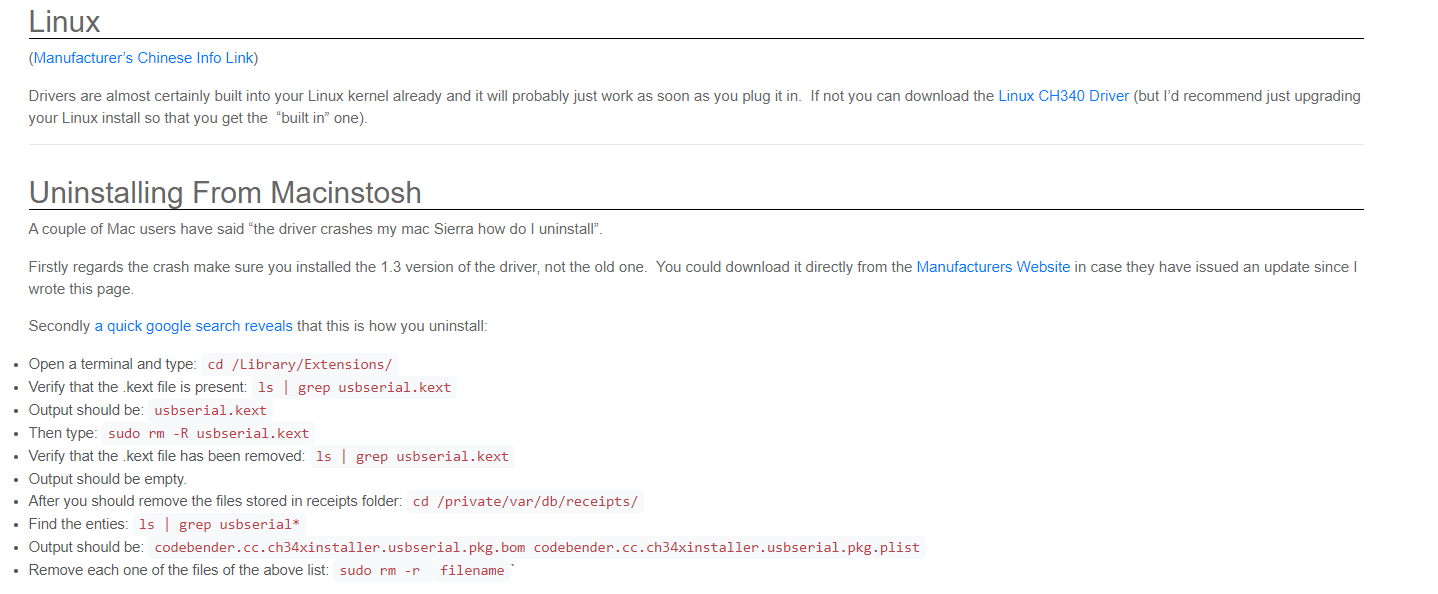 Linux
(Manufacturer’s Chinese Info Link)
Drivers are almost certainly built into your Linux kernel already and it will probably just work as soon as you plug it in.  If not you can download the Linux CH340 Driver (but I’d recommend just upgrading
your Linux install so that you get the  “built in” one).
Uninstalling From Macinstosh
A couple of Mac users have said “the driver crashes my mac Sierra how do I uninstall”.
Firstly regards the crash make sure you installed the 1.3 version of the driver, not the old one.  You could download it directly from the Manufacturers Website in case they have issued an update since I
wrote this page.
Secondly a quick google search reveals that this is how you uninstall:
• Open a terminal and type: cd /Library/Extensions/
• Verify that the .kext file is present: ls | grep usbserial.kext
• Output should be: usbserial.kext
• Then type: sudo rm -R usbserial.kext
• Verify that the .kext file has been removed: ls | grep usbserial.kext
• Output should be empty.
• After you should remove the files stored in receipts folder: cd /private/var/db/receipts/
• Find the enties: ls | grep usbserial*
• Output should be: codebender.cc.ch34xinstaller.usbserial.pkg.bom codebender.cc.ch34xinstaller.usbserial.pkg.plist
• Remove each one of the files of the above list: sudo rm -r  filename `